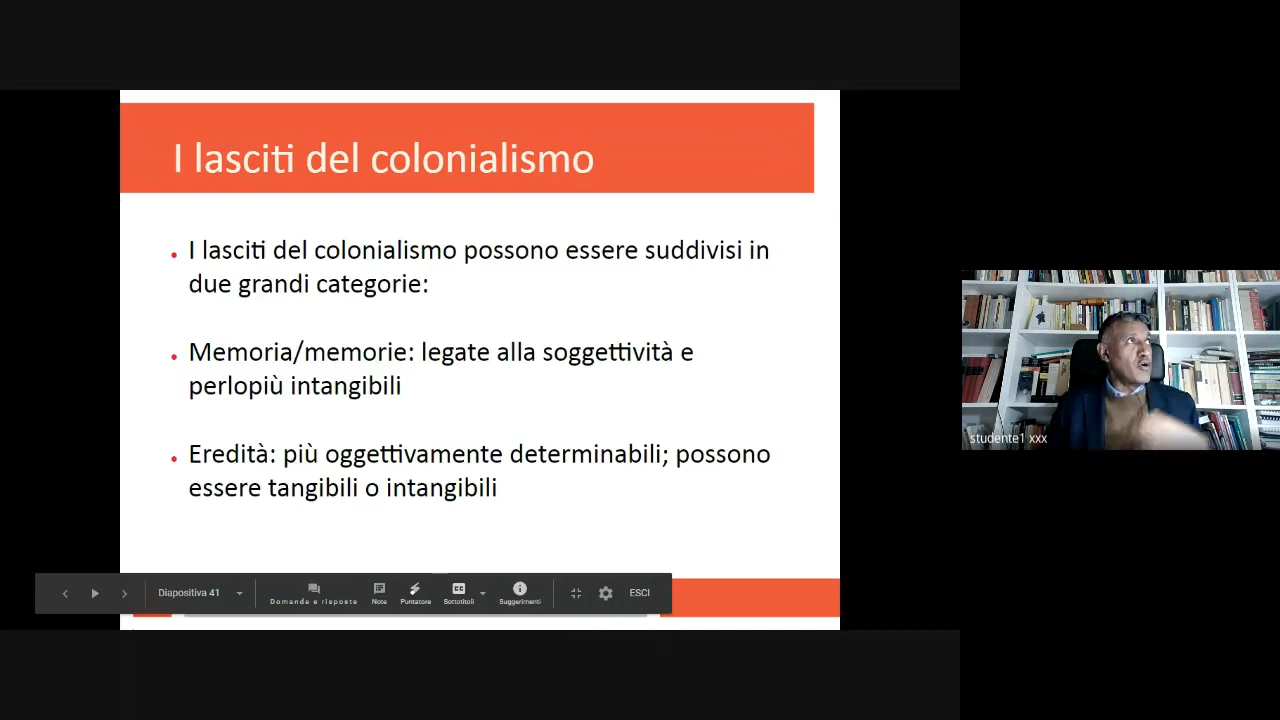 I lasciti del colonialismo
I lasciti del colonialismo possono essere suddivisi in
due grandi categorie:
Memoria/memorie: legate alla soggettività e
perlopiù intangibili
Eredità: più oggettivamente determinabili; possono
essere tangibili o intangibili
studente1 xxx
Diapositiva 41
Domande e risposte
Note
Puntatore
Sottotitoli
Suggerimenti
ESCI